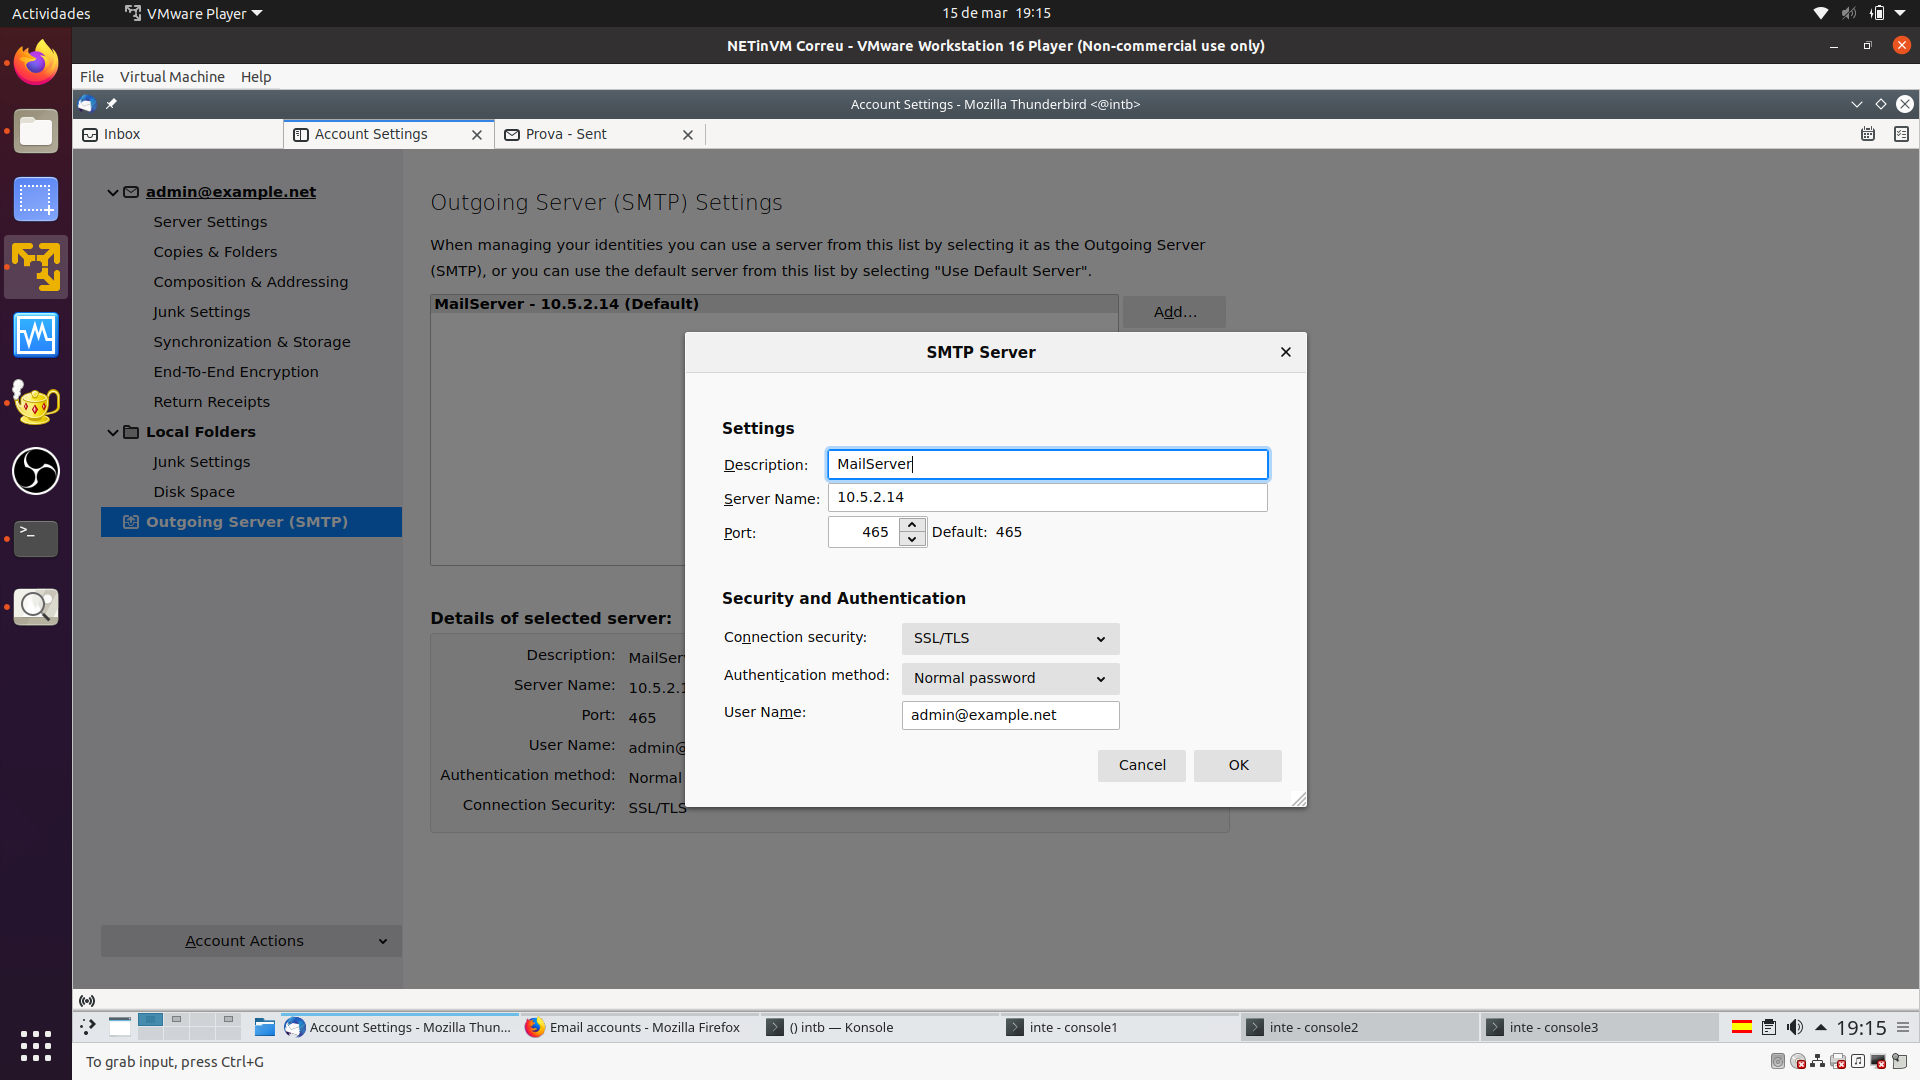 Actividades
VMware Player
15 de mar 19:15
NETinVM Correu - VMware Workstation 16 Player (Non-commercial use only)
File Virtual Machine Help
Account Settings - Mozilla Thunderbird <@intb>
Inbox
Account Settings
Prova - Sent
admin@example.net
Server Settings
Copies & Folders
Composition & Addressing
Junk Settings
Synchronization & Storage
End-To-End Encryption
Return Receipts
Local Folders
Junk Settings
Disk Space
Outgoing Server (SMTP)
Account Actions
Outgoing Server (SMTP) Settings
When managing your identities you can use a server from this list by selecting it as the Outgoing Server
(SMTP), or you can use the default server from this list by selecting "Use Default Server".
MailServer - 10.5.2.14 (Default)
Add...
Details of selected server:
Description: MailSer
Server Name: 10.5.2.1
Port: 465
User Name: admin@
Authentication method: Normal
Connection Security: SSL/TLS
SMTP Server
Settings
Description: MailServer
Server Name: 10.5.2.14
Port: 465 Default: 465
Security and Authentication
Connection security: SSL/TLS
Authentication method: Normal password
User Name: admin@example.net
Cancel
OK
Account Settings - Mozilla Thun...
Email accounts - Mozilla Firefox
() intb — Konsole
inte - console1
inte - console2
inte - console3
19:15
To grab input, press Ctrl+G